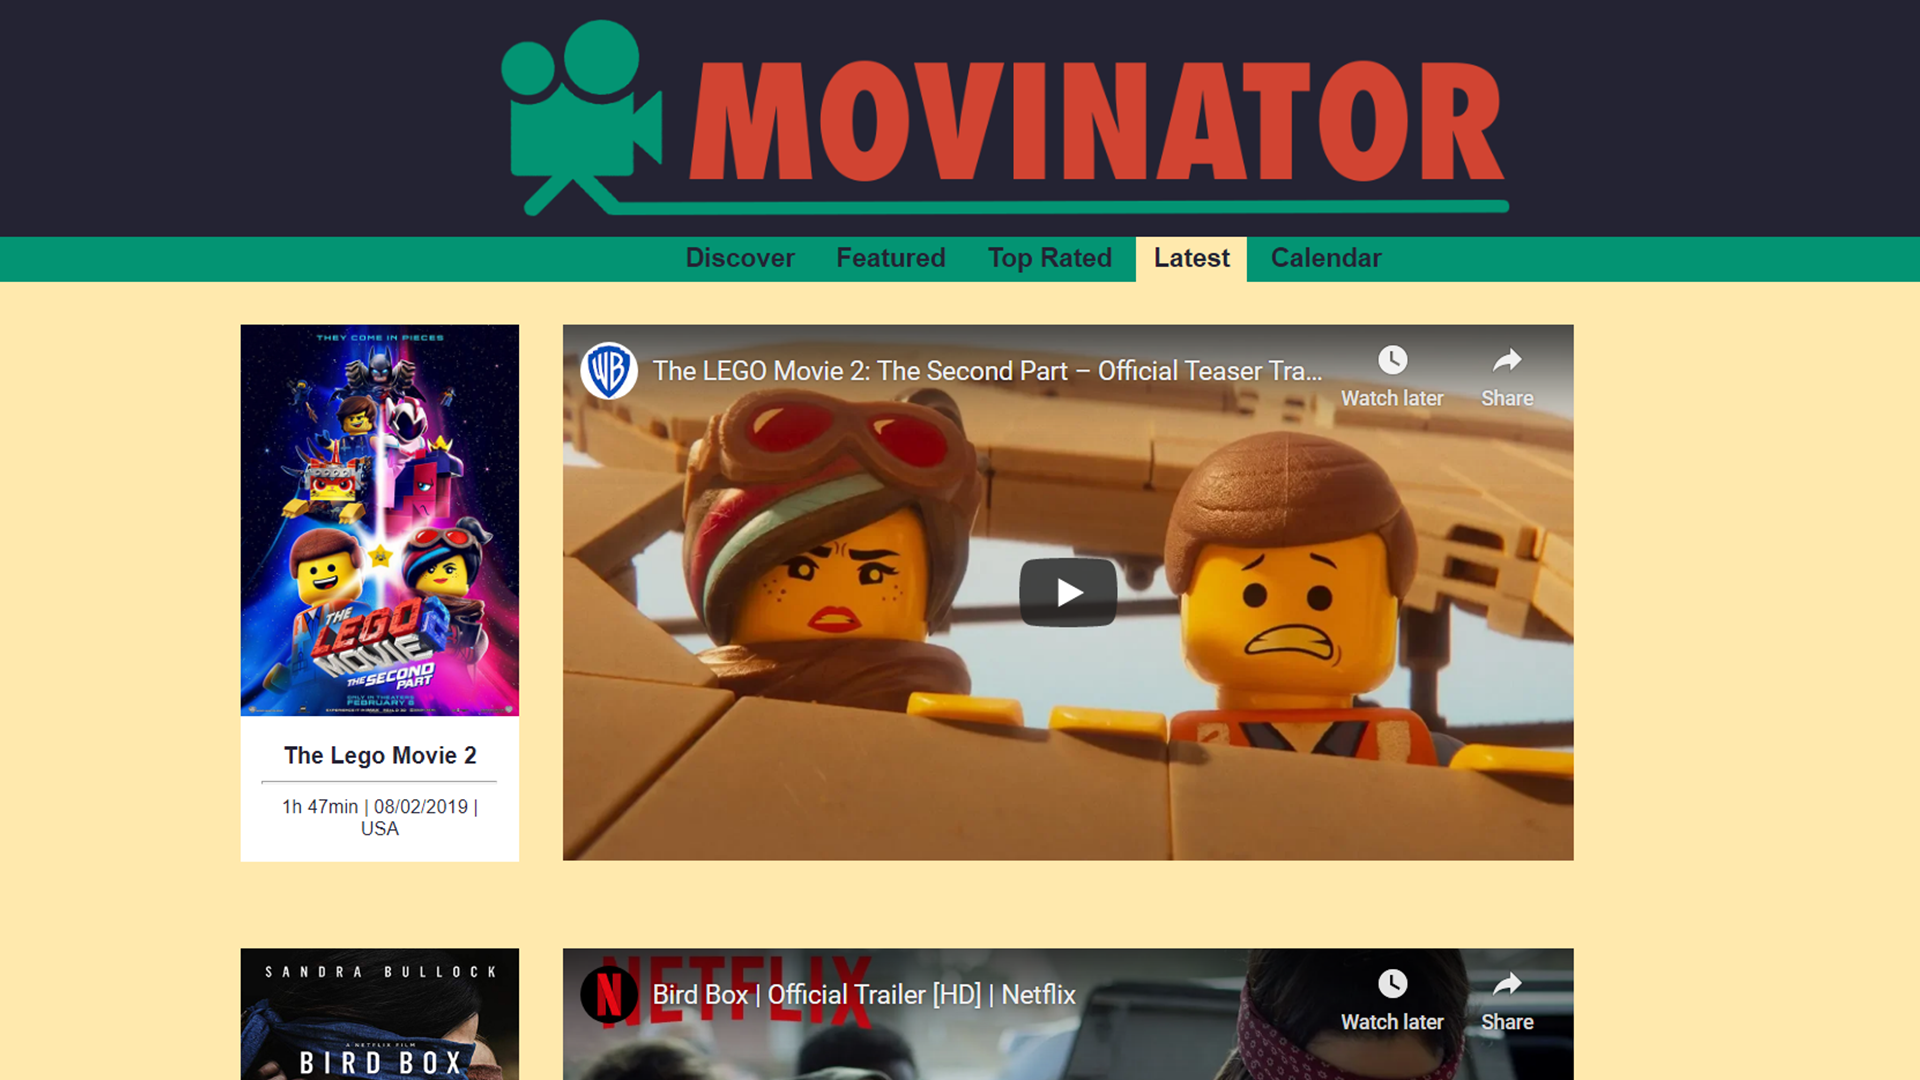 MOVINATOR
Discover
Featured
Top Rated
Latest
Calendar
THEY COME IN PIECES
THE
LEGO
MOVIE 2
THE SECOND
PART
ONLY IN THEATERS
FEBRUARY 8
The Lego Movie 2
1h 47min | 08/02/2019 |
USA
WB
The LEGO Movie 2: The Second Part – Official Teaser Tra...
Watch later
Share
SANDRA BULLOCK
A NETFLIX FILM
BIRD BOX
NETFLIX
N
Bird Box | Official Trailer [HD] | Netflix
Watch later
Share